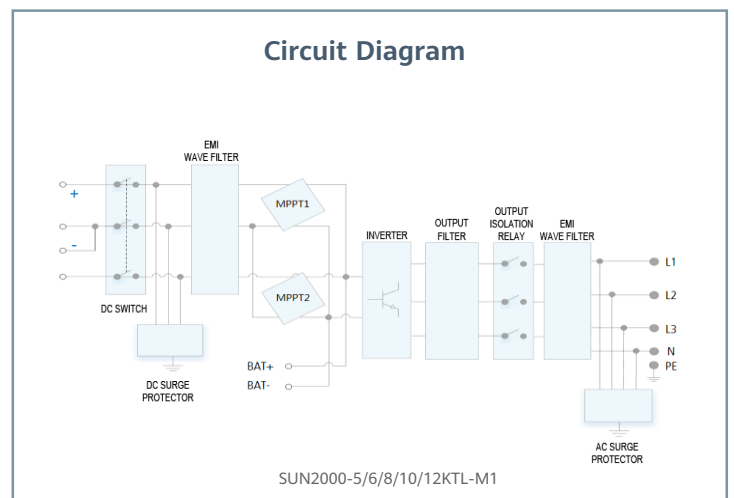 Circuit Diagram
EMI
WAVE FILTER
+
-
DC SWITCH
DC SURGE
PROTECTOR
MPPT1
MPPT2
BAT+
BAT-
INVERTER
OUTPUT
FILTER
OUTPUT
ISOLATION
RELAY
EMI
WAVE FILTER
L1
L2
L3
N
PE
AC SURGE
PROTECTOR
SUN2000-5/6/8/10/12KTL-M1